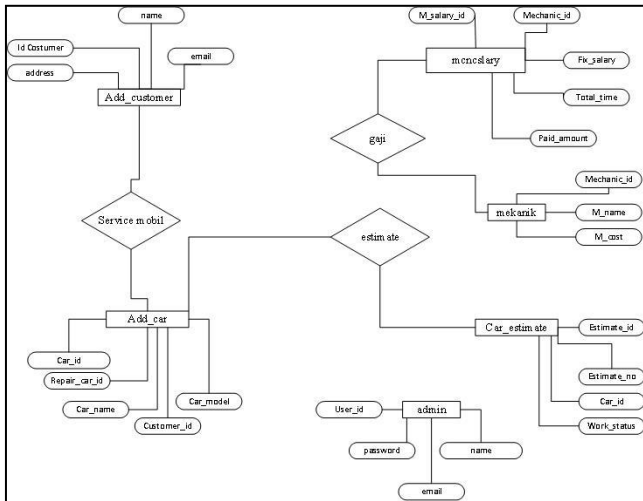 name
M_salary_id
Mechanic_id
Id Costumer
email
address
Add_customer
mcncslary
Fix_salary
Total_time
Paid_amount
gaji
Mechanic_id
mekanik
M_name
M_cost
Service mobil
estimate
Add_car
Car_estimate
Estimate_id
Car_id
Repair_car_id
Car_name
Customer_id
Car_model
Estimate_no
Car_id
Work_status
User_id
admin
password
name
email